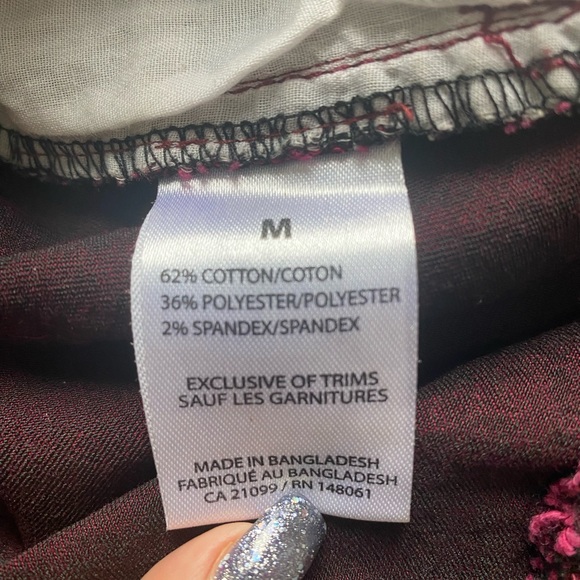 M
62% COTTON/COTON
36% POLYESTER/POLYESTER
2% SPANDEX/SPANDEX
EXCLUSIVE OF TRIMS
SAUF LES GARNITURES
MADE IN BANGLADESH
FABRIQUÉ AU BANGLADESH
CA 21099 / RN 148061